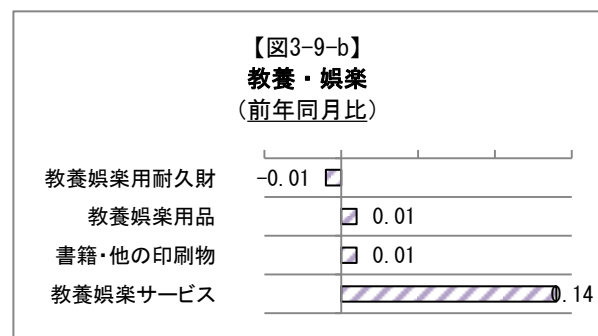 【図3-9-b】
教養・娯楽
（前年同月比）
教養娯楽用耐久財 -0.01
教養娯楽用品 0.01
書籍・他の印刷物 0.01
教養娯楽サービス 0.14